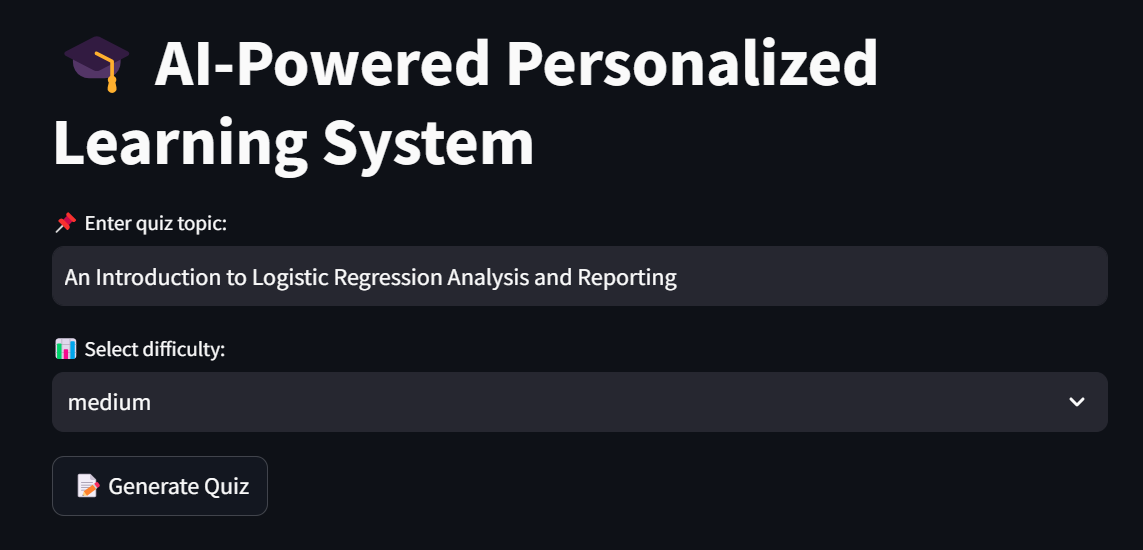 AI-Powered Personalized
Learning System
Enter quiz topic:
An Introduction to Logistic Regression Analysis and Reporting
Select difficulty:
medium
Generate Quiz